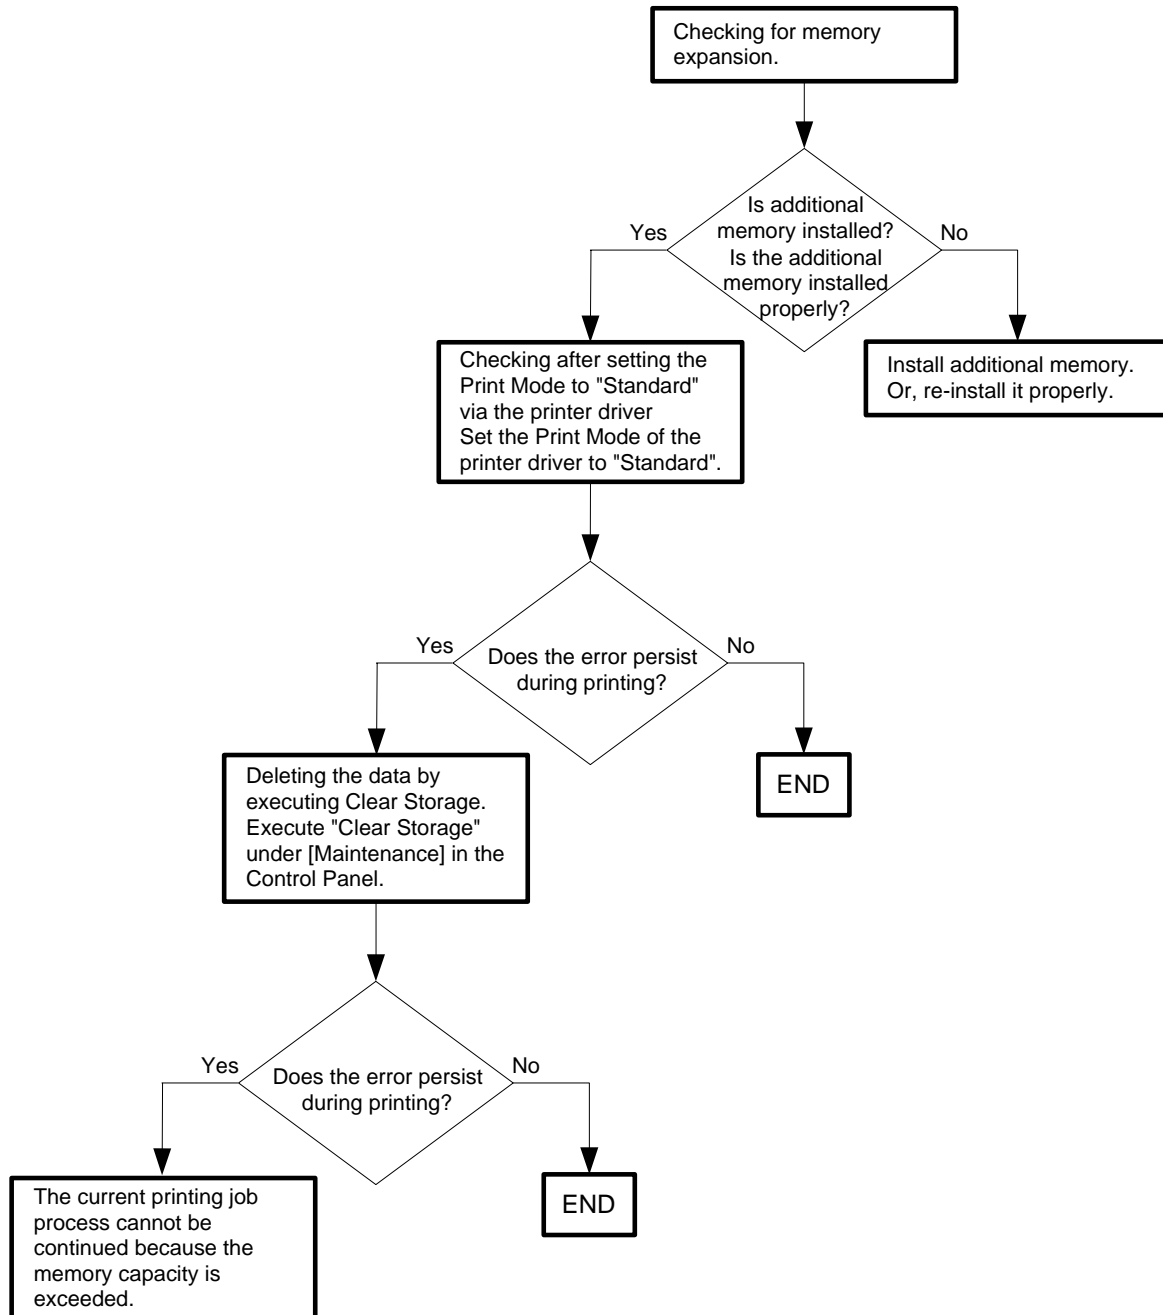 Checking for memory
expansion.
Is additional
memory installed?
Is the additional
memory installed
properly?
Yes
No
Checking after setting the
Print Mode to "Standard"
via the printer driver
Set the Print Mode of the
printer driver to "Standard".
Install additional memory.
Or, re-install it properly.
Does the error persist
during printing?
Yes
No
Deleting the data by
executing Clear Storage.
Execute "Clear Storage"
under [Maintenance] in the
Control Panel.
END
Does the error persist
during printing?
Yes
No
The current printing job
process cannot be
continued because the
memory capacity is
exceeded.
END